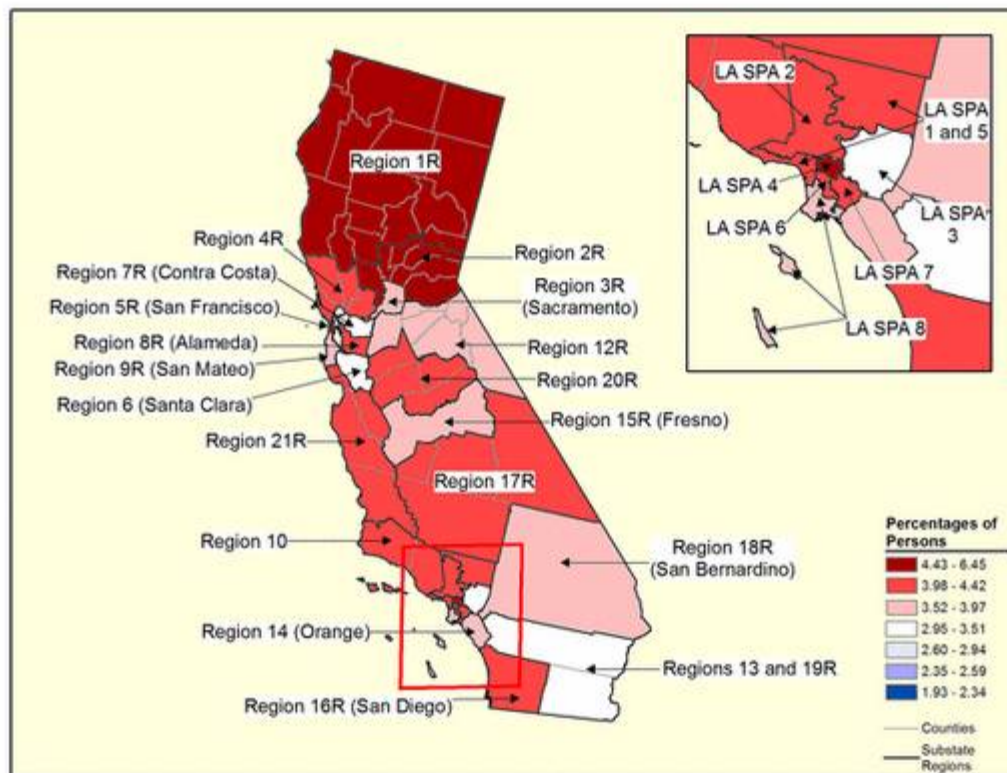 Region 1R
Region 4R
Region 7R (Contra Costa)
Region 5R (San Francisco)
Region 8R (Alameda)
Region 9R (San Mateo)
Region 6 (Santa Clara)
Region 21R
Region 10
Region 14 (Orange)
Region 16R (San Diego)
Region 2R
Region 3R
(Sacramento)
Region 12R
Region 20R
Region 15R (Fresno)
Region 17R
Region 18R
(San Bernardino)
Regions 13 and 19R
LA SPA 2
LA SPA
1 and 5
LA SPA 4
LA SPA 6
LA SPA
3
LA SPA 7
LA SPA 8
Percentages of
Persons
4.43 - 6.45
3.98 - 4.42
3.52 - 3.97
2.95 - 3.51
2.60 - 2.94
2.35 - 2.59
1.93 - 2.34
Counties
Substate
Regions